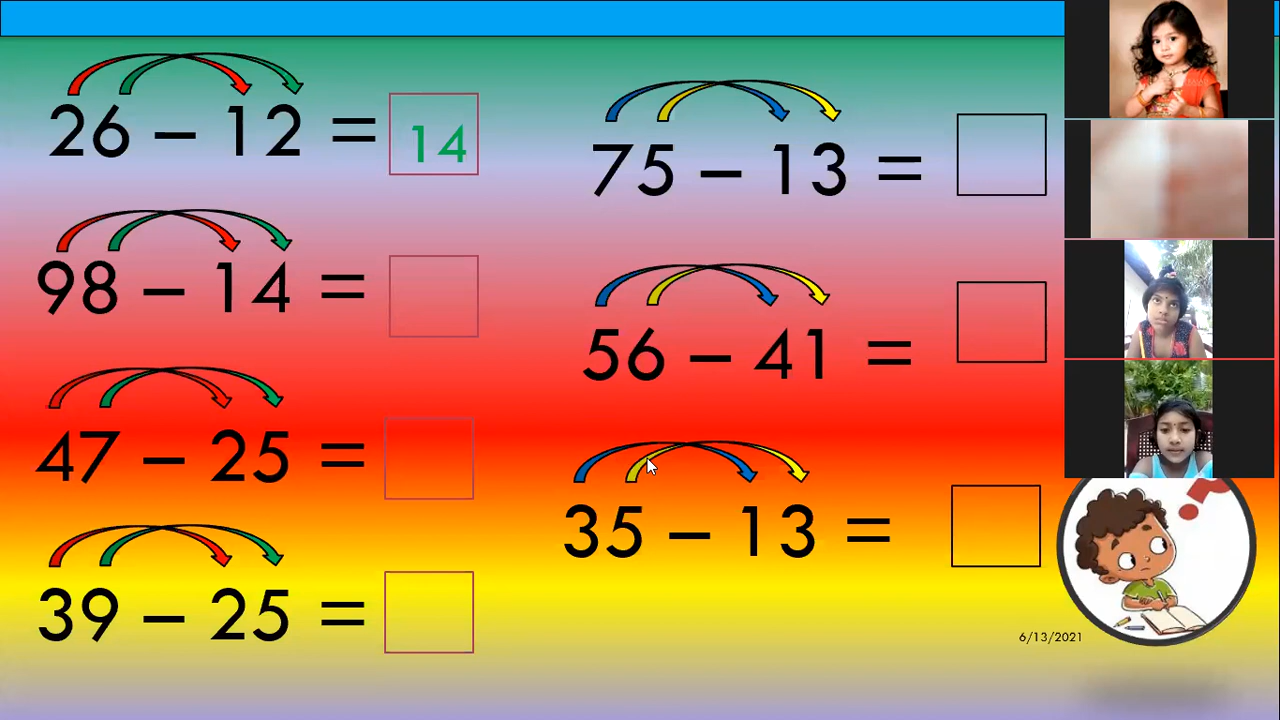 26 – 12 = 14
98 – 14 =
47 – 25 =
39 – 25 =
75 – 13 =
56 – 41 =
35 – 13 =
6/13/2021